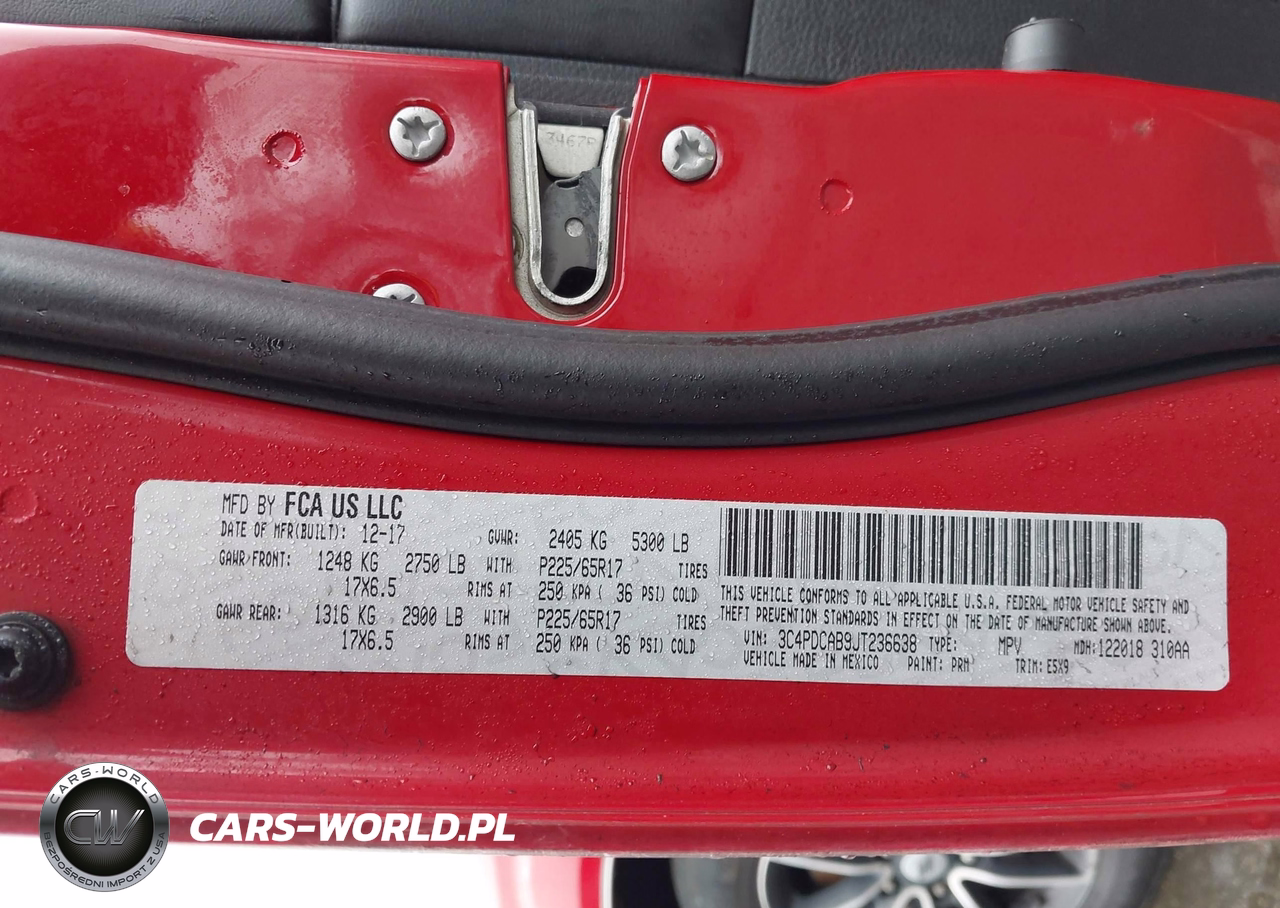 3467P
MFD BY FCA US LLC
DATE OF MFR(BUILT): 12-17 GVWR: 2405 KG 5300 LB
GAWR FRONT: 1248 KG 2750 LB WITH P225/65R17 TIRES
17X6.5 RIMS AT 250 KPA ( 36 PSI) COLD
GAWR REAR: 1316 KG 2900 LB WITH P225/65R17 TIRES
17X6.5 RIMS AT 250 KPA ( 36 PSI) COLD
THIS VEHICLE CONFORMS TO ALL APPLICABLE U.S.A. FEDERAL MOTOR VEHICLE SAFETY AND
THEFT PREVENTION STANDARDS IN EFFECT ON THE DATE OF MANUFACTURE SHOWN ABOVE.
VIN: 3C4PDCAB9JT236638 TYPE: MPV MDH: 122018 310AA
VEHICLE MADE IN MEXICO PAINT: PRM TRIM: E5X9
CARS-WORLD
CW
BEZPOŚREDNI IMPORT Z USA
CARS-WORLD.PL